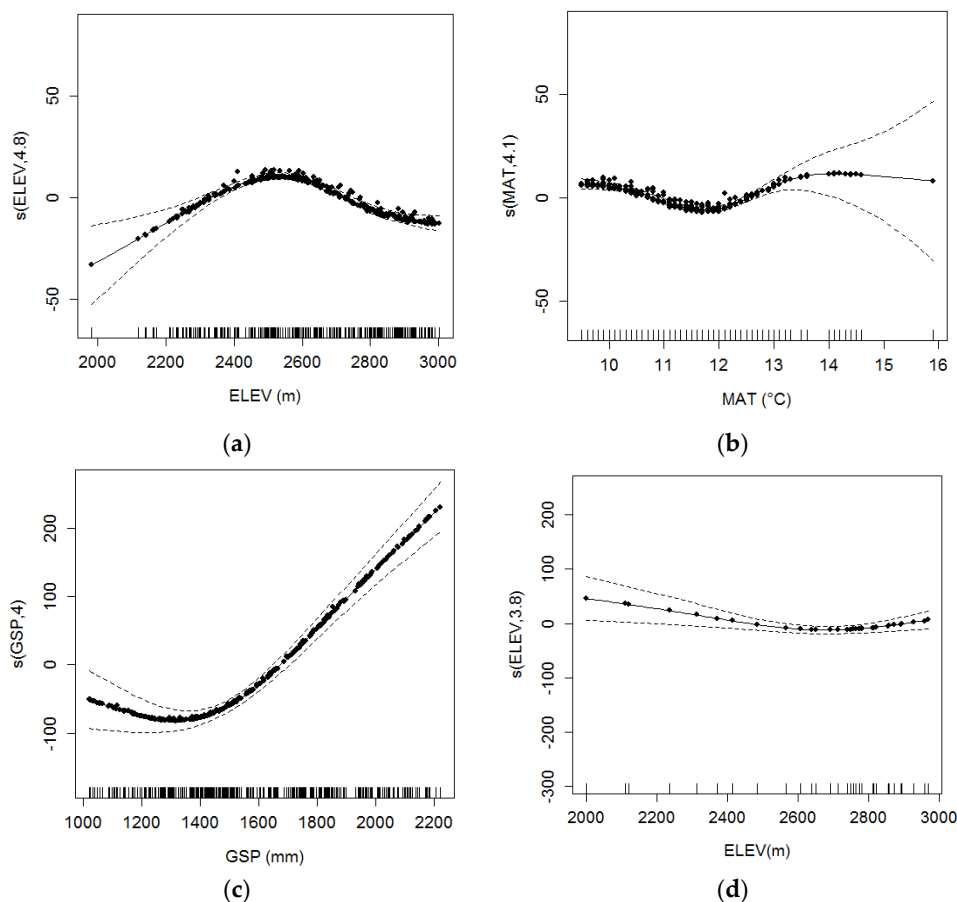 s(ELEV,4.8)
50
0
-50
2000 2200 2400 2600 2800 3000
ELEV (m)
(a)
s(MAT,4.1)
50
0
-50
10 11 12 13 14 15 16
MAT (°C)
(b)
s(GSP,4)
200
100
0
-100
1000 1200 1400 1600 1800 2000 2200
GSP (mm)
(c)
s(ELEV,3.8)
200
100
0
-100
-200
-300
2000 2200 2400 2600 2800 3000
ELEV(m)
(d)